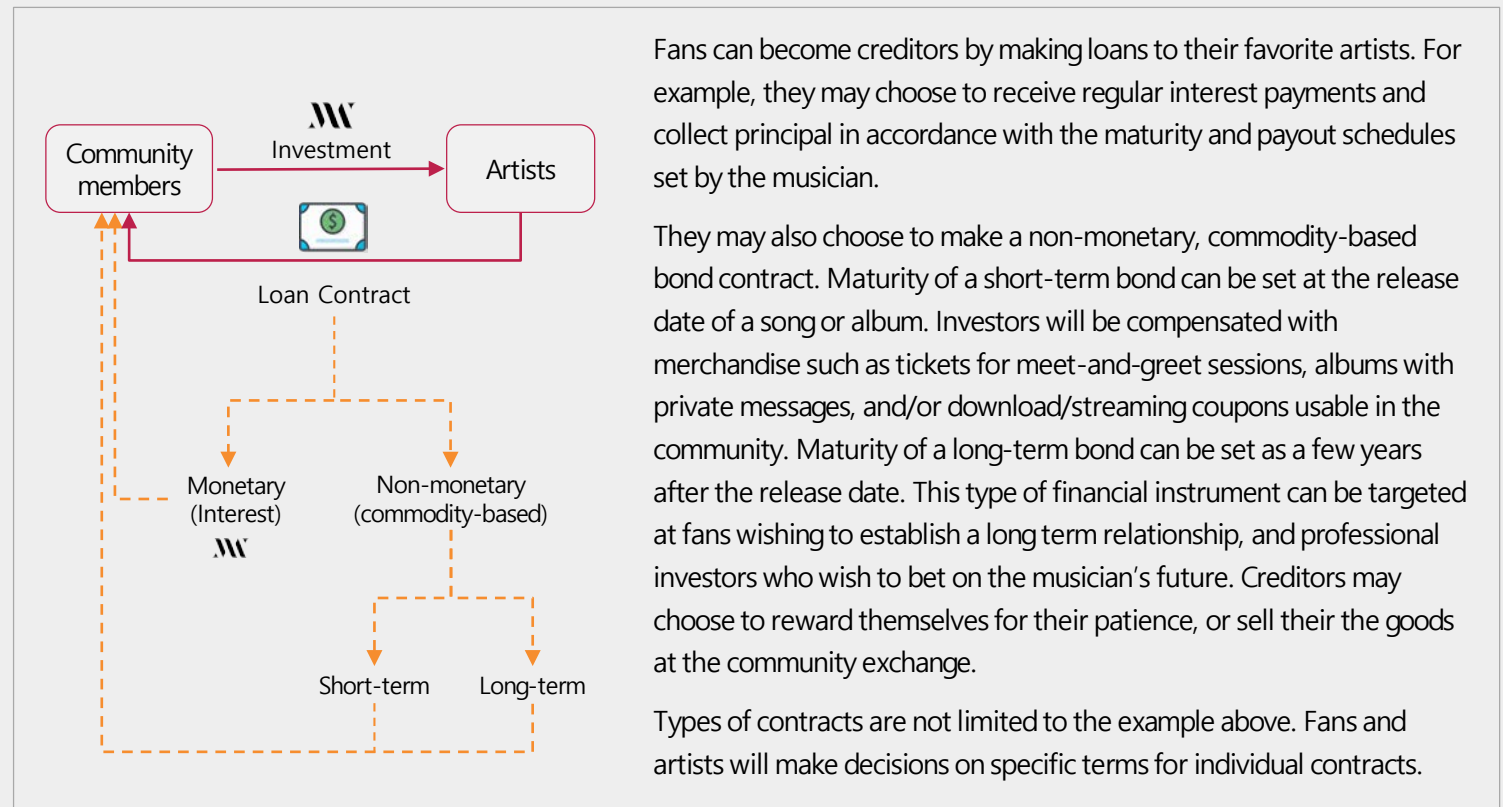 Community
members
Investment
Artists
$
Loan Contract
Monetary
(Interest)
Non-monetary
(commodity-based)
Short-term
Long-term
Fans can become creditors by making loans to their favorite artists. For
example, they may choose to receive regular interest payments and
collect principal in accordance with the maturity and payout schedules
set by the musician.
They may also choose to make a non-monetary, commodity-based
bond contract. Maturity of a short-term bond can be set at the release
date of a song or album. Investors will be compensated with
merchandise such as tickets for meet-and-greet sessions, albums with
private messages, and/or download/streaming coupons usable in the
community. Maturity of a long-term bond can be set as a few years
after the release date. This type of financial instrument can be targeted
at fans wishing to establish a long term relationship, and professional
investors who wish to bet on the musician's future. Creditors may
choose to reward themselves for their patience, or sell their the goods
at the community exchange.
Types of contracts are not limited to the example above. Fans and
artists will make decisions on specific terms for individual contracts.